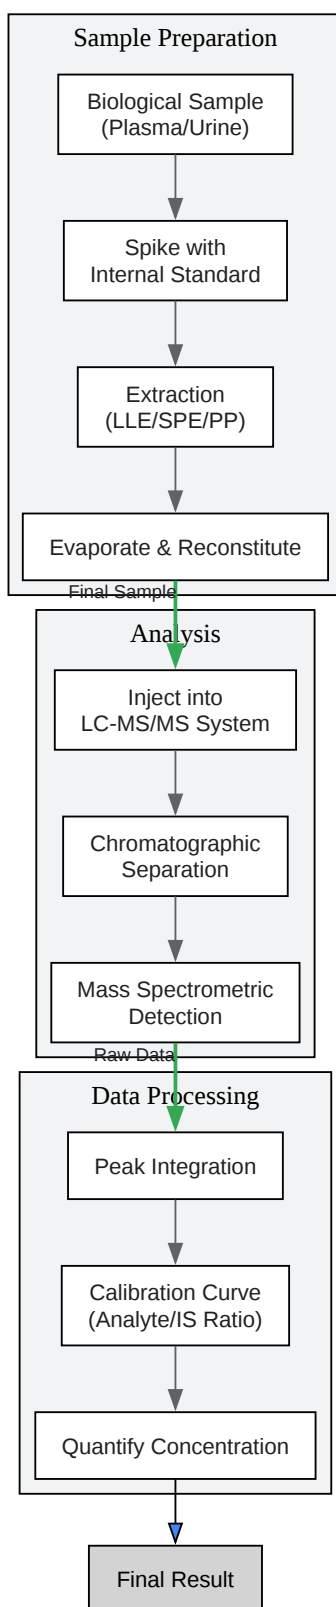 Sample Preparation
Biological Sample
(Plasma/Urine)
Spike with
Internal Standard
Extraction
(LLE/SPE/PP)
Evaporate & Reconstitute
Final Sample
Analysis
Inject into
LC-MS/MS System
Chromatographic
Separation
Mass Spectrometric
Detection
Raw Data
Data Processing
Peak Integration
Calibration Curve
(Analyte/IS Ratio)
Quantify Concentration
Final Result